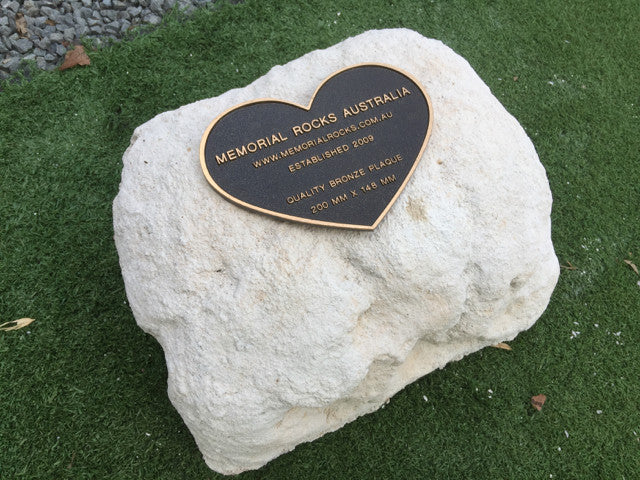 MEMORIAL ROCKS AUSTRALIA
WWW.MEMORIALROCKS.COM.AU
ESTABLISHED 2009
QUALITY BRONZE PLAQUE
200 MM X 148 MM